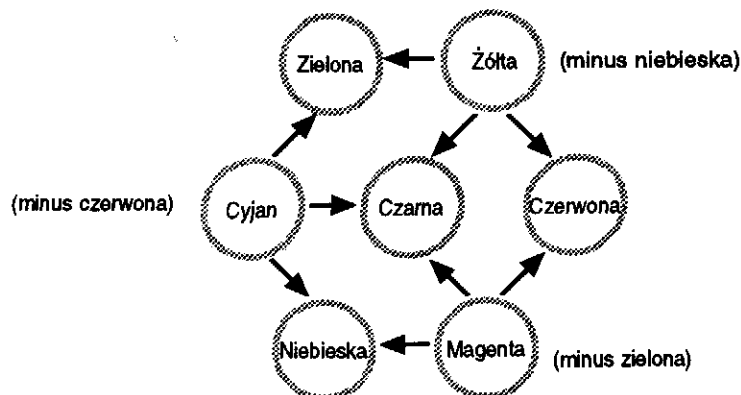 Zielona Żółta (minus niebieska)
(minus czerwona) Cyjan Czarna Czerwona
Niebieska Magenta (minus zielona)